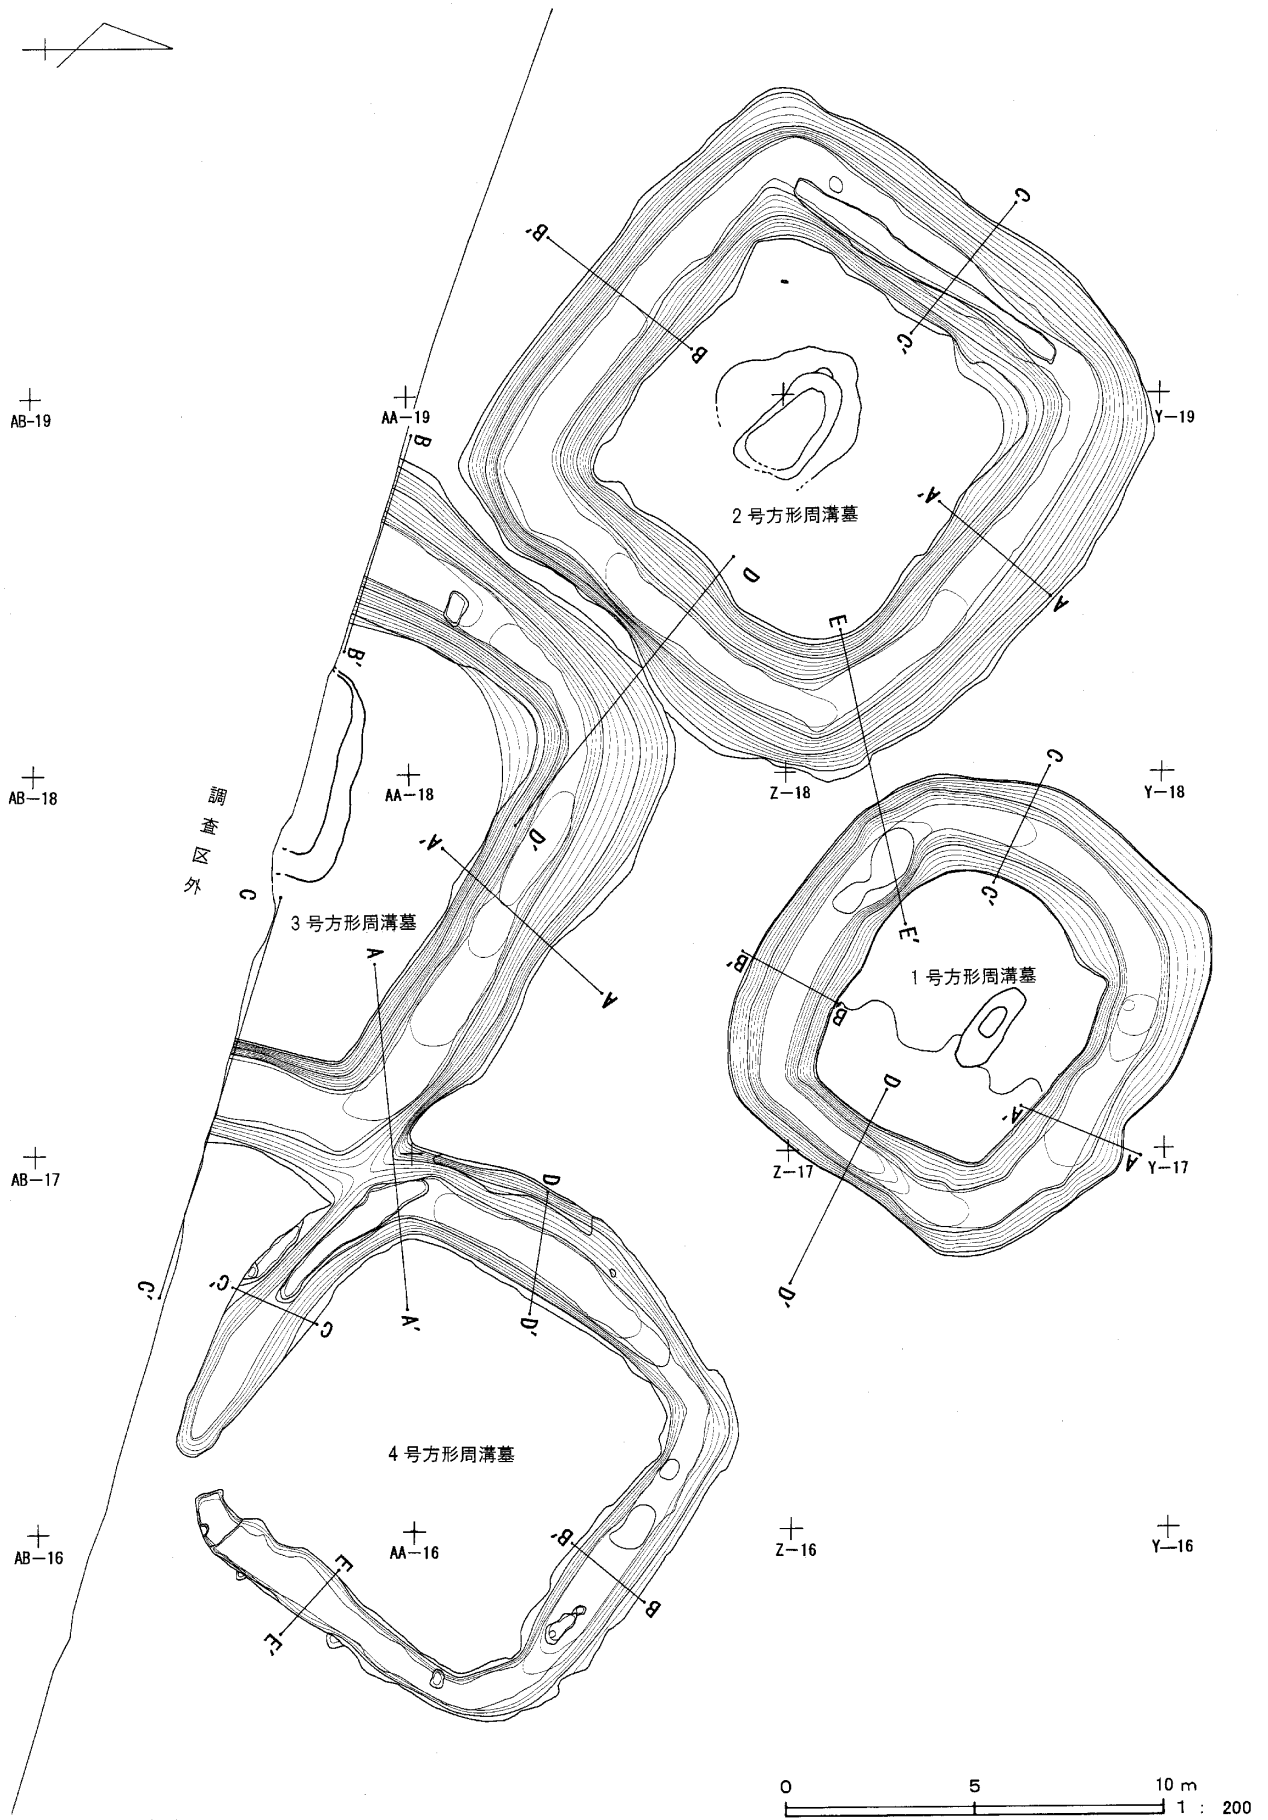 C
B'
B
C'
AB-19
AA-19
Y-19
B
A'
2号方形周溝墓
D
A
E
B'
C
AB-18
AA-18
Z-18
Y-18
調査区外
A'
D'
C
C'
3号方形周溝墓
E'
A
B'
1号方形周溝墓
A
B
D
A'
AB-17
Z-17
A
Y-17
D
C'
C'
D'
C
A'
D'
4号方形周溝墓
AB-16
AA-16
B'
Z-16
Y-16
E
B
E'
0 5 10 m
1 : 200